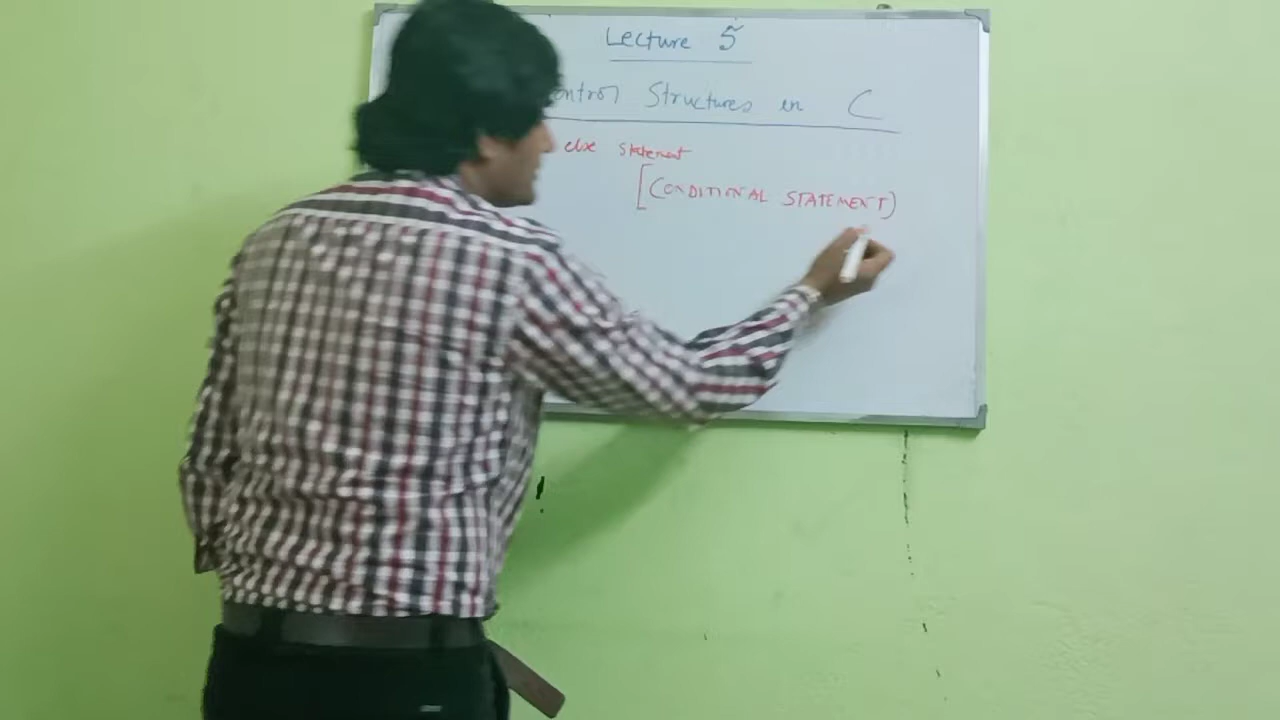 Lecture 5
ontrol Structures in C
else statement
[CONDITIONAL STATEMENT)